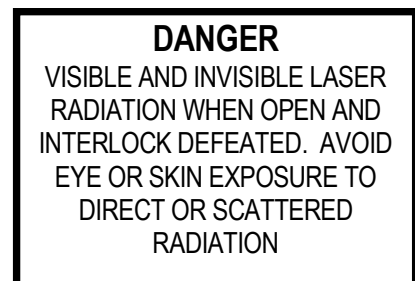 DANGER
VISIBLE AND INVISIBLE LASER
RADIATION WHEN OPEN AND
INTERLOCK DEFEATED.  AVOID
EYE OR SKIN EXPOSURE TO
DIRECT OR SCATTERED
RADIATION